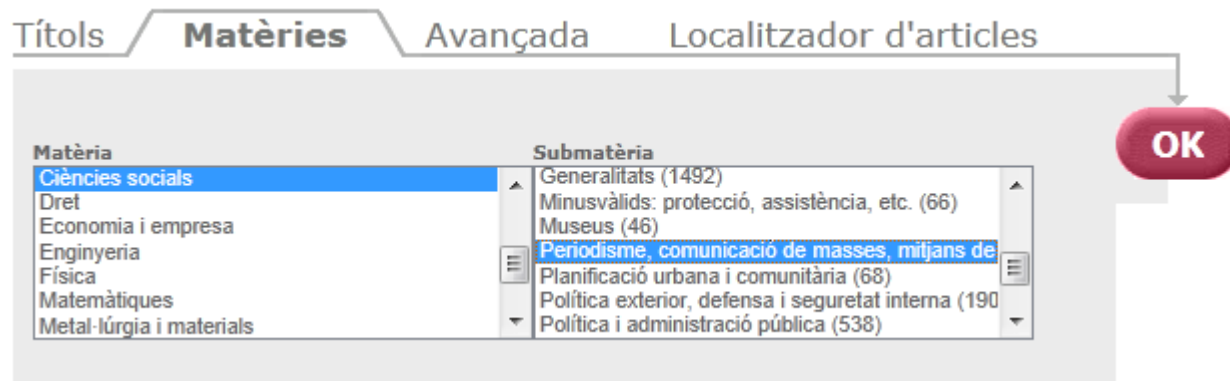 Títols Matèries Avançada Localitzador d'articles
OK
Matèria
Ciències socials
Dret
Economia i empresa
Enginyeria
Física
Matemàtiques
Metal·lúrgia i materials
Submatèria
Generalitats (1492)
Minusvàlids: protecció, assistència, etc. (66)
Museus (46)
Periodisme, comunicació de masses, mitjans de
Planificació urbana i comunitària (68)
Política exterior, defensa i seguretat interna (190
Política i administració pública (538)